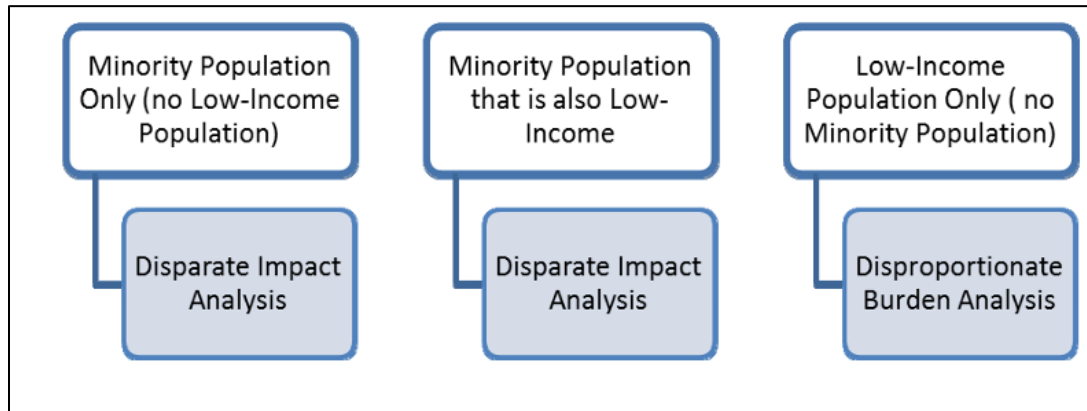 Minority Population
Only (no Low-Income
Population)
Disparate Impact
Analysis
Minority Population
that is also Low-
Income
Disparate Impact
Analysis
Low-Income
Population Only ( no
Minority Population)
Disproportionate
Burden Analysis